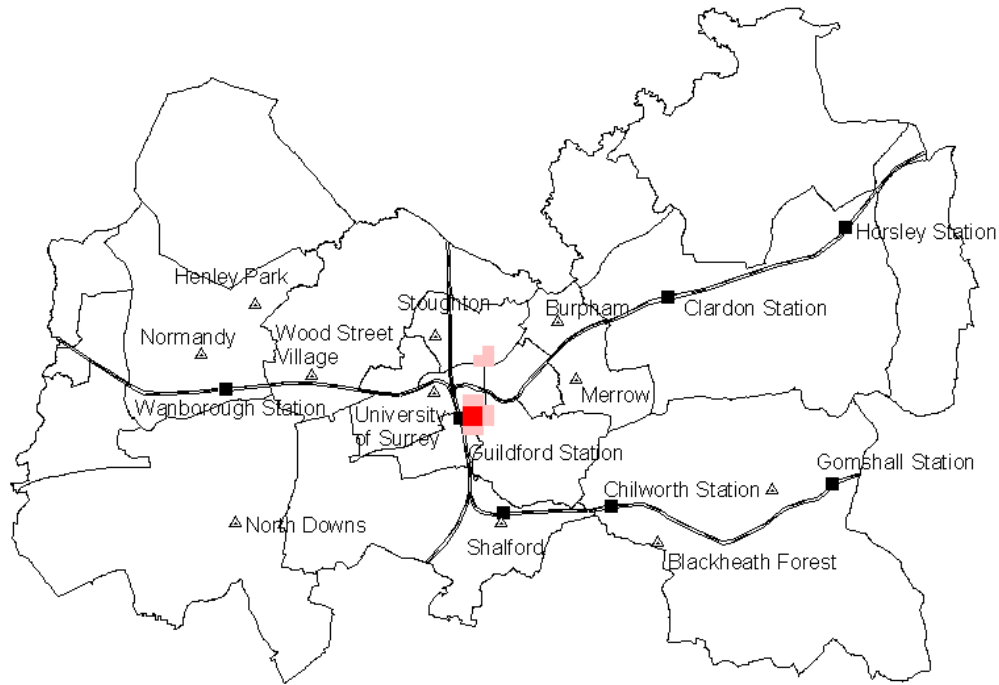 Horsley Station
Henley Park
Stoughton
Burpham
Clardon Station
Normandy
Wood Street
Village
Merrow
Wanborough Station
University
of Surrey
Guildford Station
Gomshall Station
Chilworth Station
North Downs
Shalford
Blackheath Forest